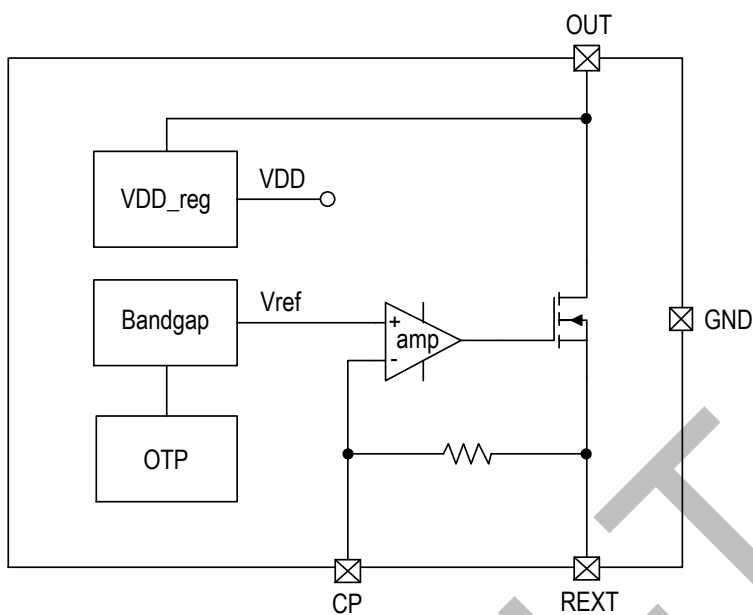 OUT
VDD_reg
VDD
Bandgap
Vref
+
amp
-
GND
OTP
CP
REXT